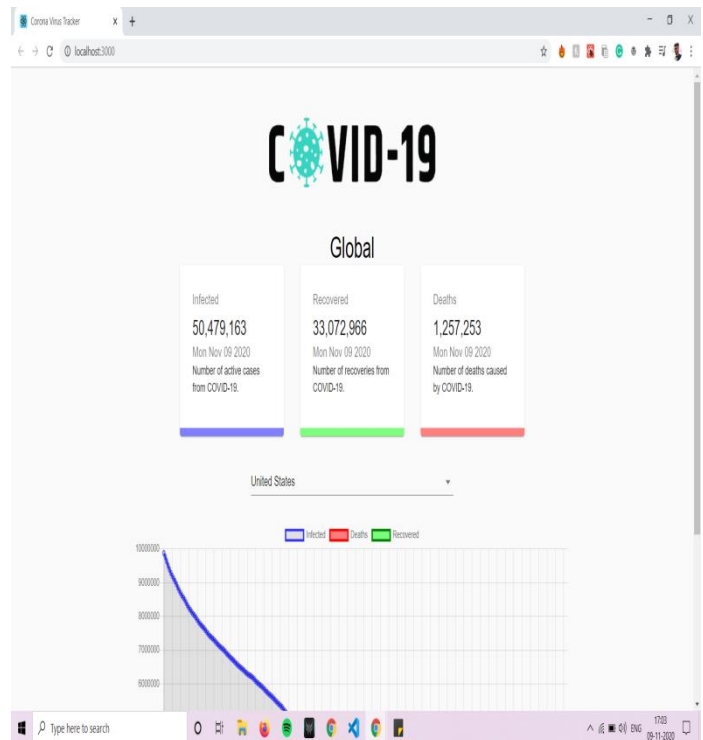 Corona Virus Tracker
localhost:3000
COVID-19
Global
Infected
50,479,163
Mon Nov 09 2020
Number of active cases
from COVID-19.
Recovered
33,072,966
Mon Nov 09 2020
Number of recoveries from
COVID-19.
Deaths
1,257,253
Mon Nov 09 2020
Number of deaths caused
by COVID-19.
United States
Infected Deaths Recovered
10000000
9000000
8000000
7000000
6000000
Type here to search
ENG
17:03
09-11-2020